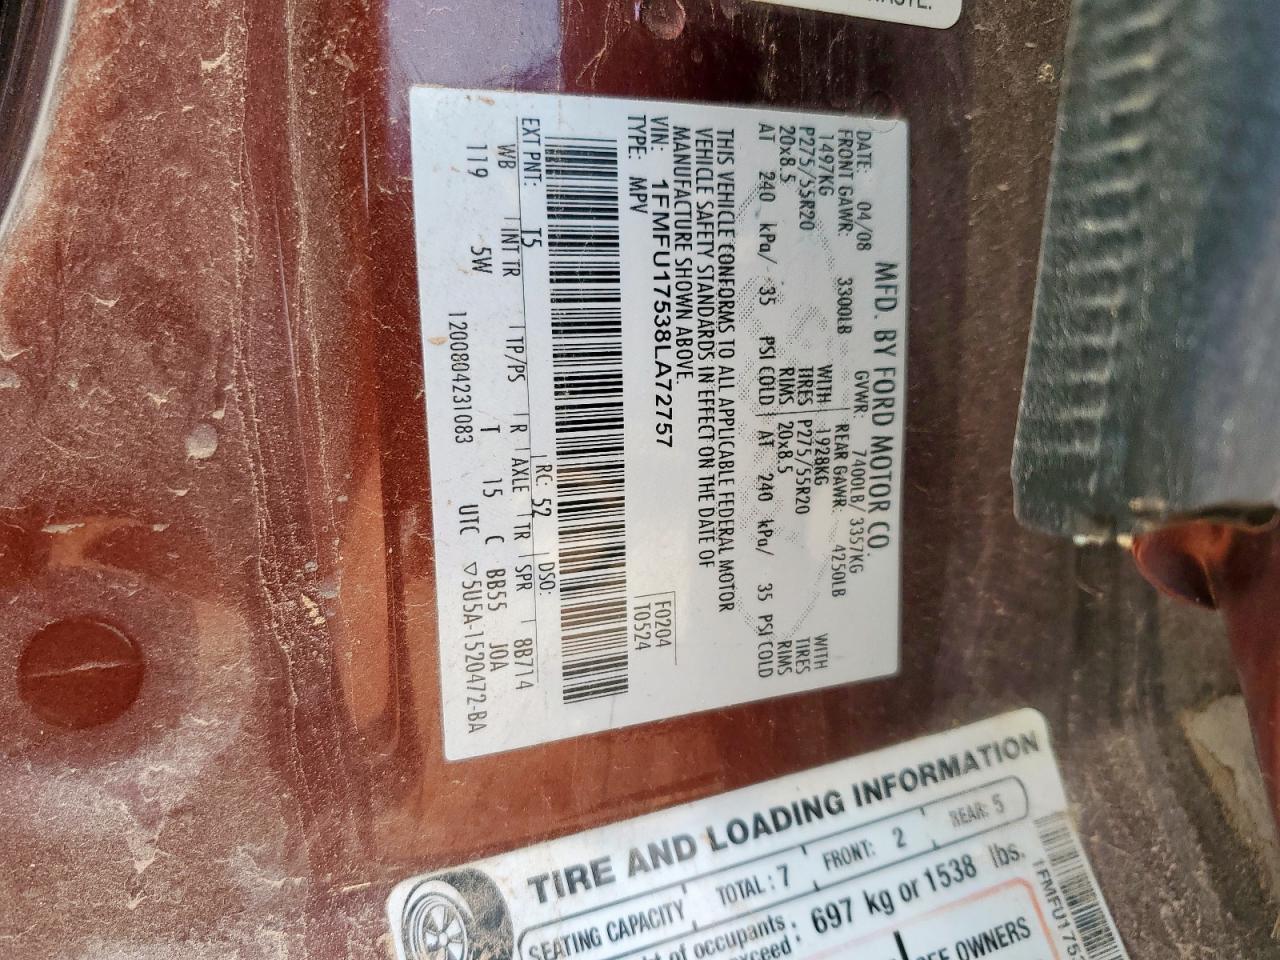 MFD. BY FORD MOTOR CO.
DATE: 04/08 GVWR: 7400LB/ 3357KG
FRONT GAWR: 3300LB REAR GAWR: 4250LB
1497KG WITH 1928KG WITH
P275/55R20 TIRES P275/55R20 TIRES
20x8.5 RIMS 20x8.5 RIMS
AT 240 kPa/ 35 PSI COLD AT 240 kPa/ 35 PSI COLD
THIS VEHICLE CONFORMS TO ALL APPLICABLE FEDERAL MOTOR
VEHICLE SAFETY STANDARDS IN EFFECT ON THE DATE OF
MANUFACTURE SHOWN ABOVE.
VIN: 1FMFU17538LA72757 F0204
TYPE: MPV T0524
EXT PNT: T5 RC: 52 DSO:
WB INT TR TP/PS R AXLE TR SPR 8B714
119 5W T 15 C BB55 J0A
1200804231083 UTC ▽5U5A-1520472-BA
TIRE AND LOADING INFORMATION
SEATING CAPACITY TOTAL: 7 FRONT: 2 REAR: 5
of occupants
exceed: 697 kg or 1538 lbs.
OWNERS
1FMFU175